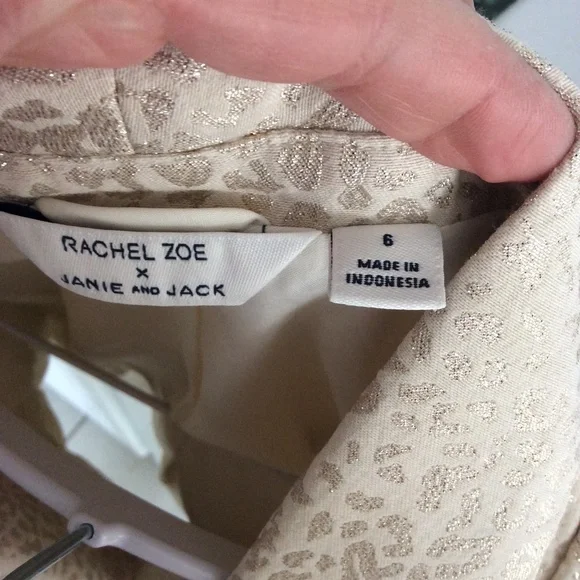 RACHEL ZOE
x
JANIE AND JACK
6
MADE IN
INDONESIA